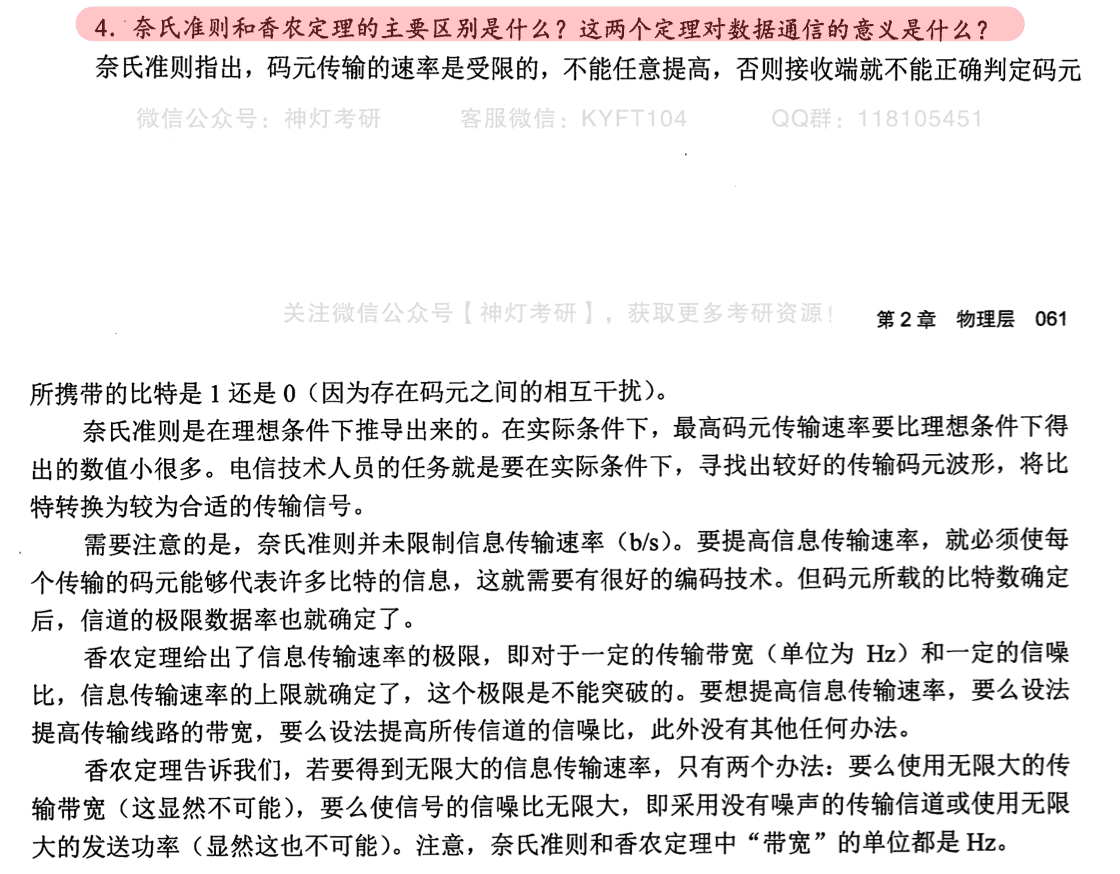 4. 奈氏准则和香农定理的主要区别是什么?这两个定理对数据通信的意义是什么?
奈氏准则指出,码元传输的速率是受限的,不能任意提高,否则接收端就不能正确判定码元
微信公众号:神灯考研 客服微信:KYFT104 QQ群:118105451
关注微信公众号【神灯考研】,获取更多考研资源!
第 2 章 物理层 061
所携带的比特是 1 还是 0(因为存在码元之间的相互干扰)。
奈氏准则是在理想条件下推导出来的。在实际条件下,最高码元传输速率要比理想条件下得
出的数值小很多。电信技术人员的任务就是要在实际条件下,寻找出较好的传输码元波形,将比
特转换为较为合适的传输信号。
需要注意的是,奈氏准则并未限制信息传输速率(b/s)。要提高信息传输速率,就必须使每
个传输的码元能够代表许多比特的信息,这就需要有很好的编码技术。但码元所载的比特数确定
后,信道的极限数据率也就确定了。
香农定理给出了信息传输速率的极限,即对于一定的传输带宽(单位为 Hz)和一定的信噪
比,信息传输速率的上限就确定了,这个极限是不能突破的。要想提高信息传输速率,要么设法
提高传输线路的带宽,要么设法提高所传信道的信噪比,此外没有其他任何办法。
香农定理告诉我们,若要得到无限大的信息传输速率,只有两个办法:要么使用无限大的传
输带宽(这显然不可能),要么使信号的信噪比无限大,即采用没有噪声的传输信道或使用无限
大的发送功率(显然这也不可能)。注意,奈氏准则和香农定理中“带宽”的单位都是 Hz。